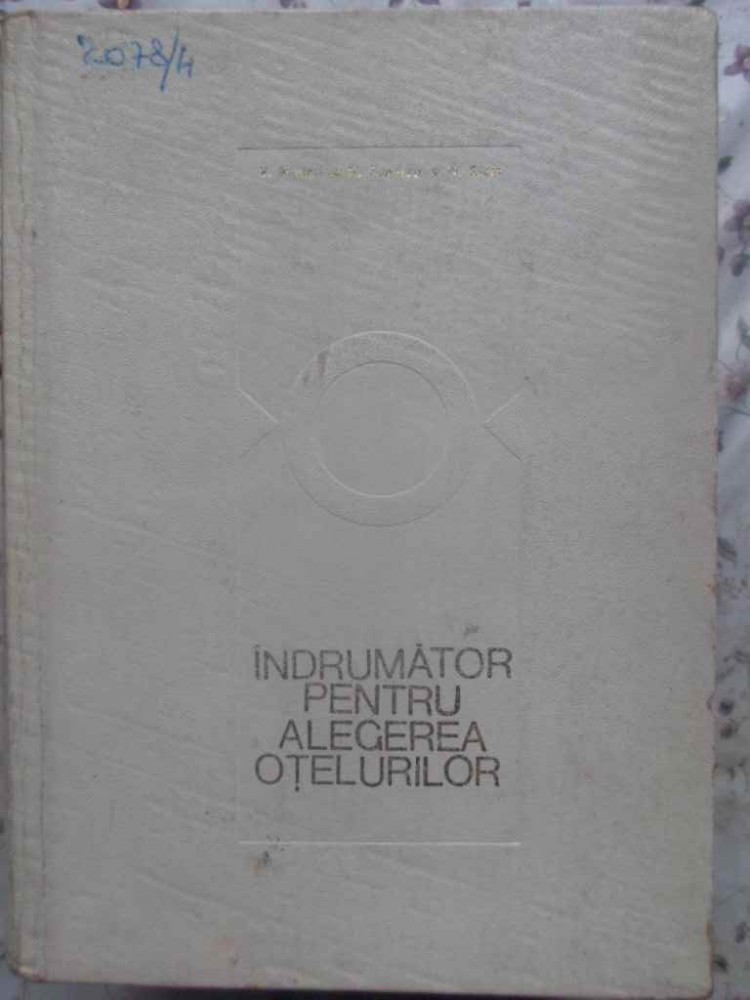 2078/4
ÎNDRUMĂTOR
PENTRU
ALEGEREA
OȚELURILOR